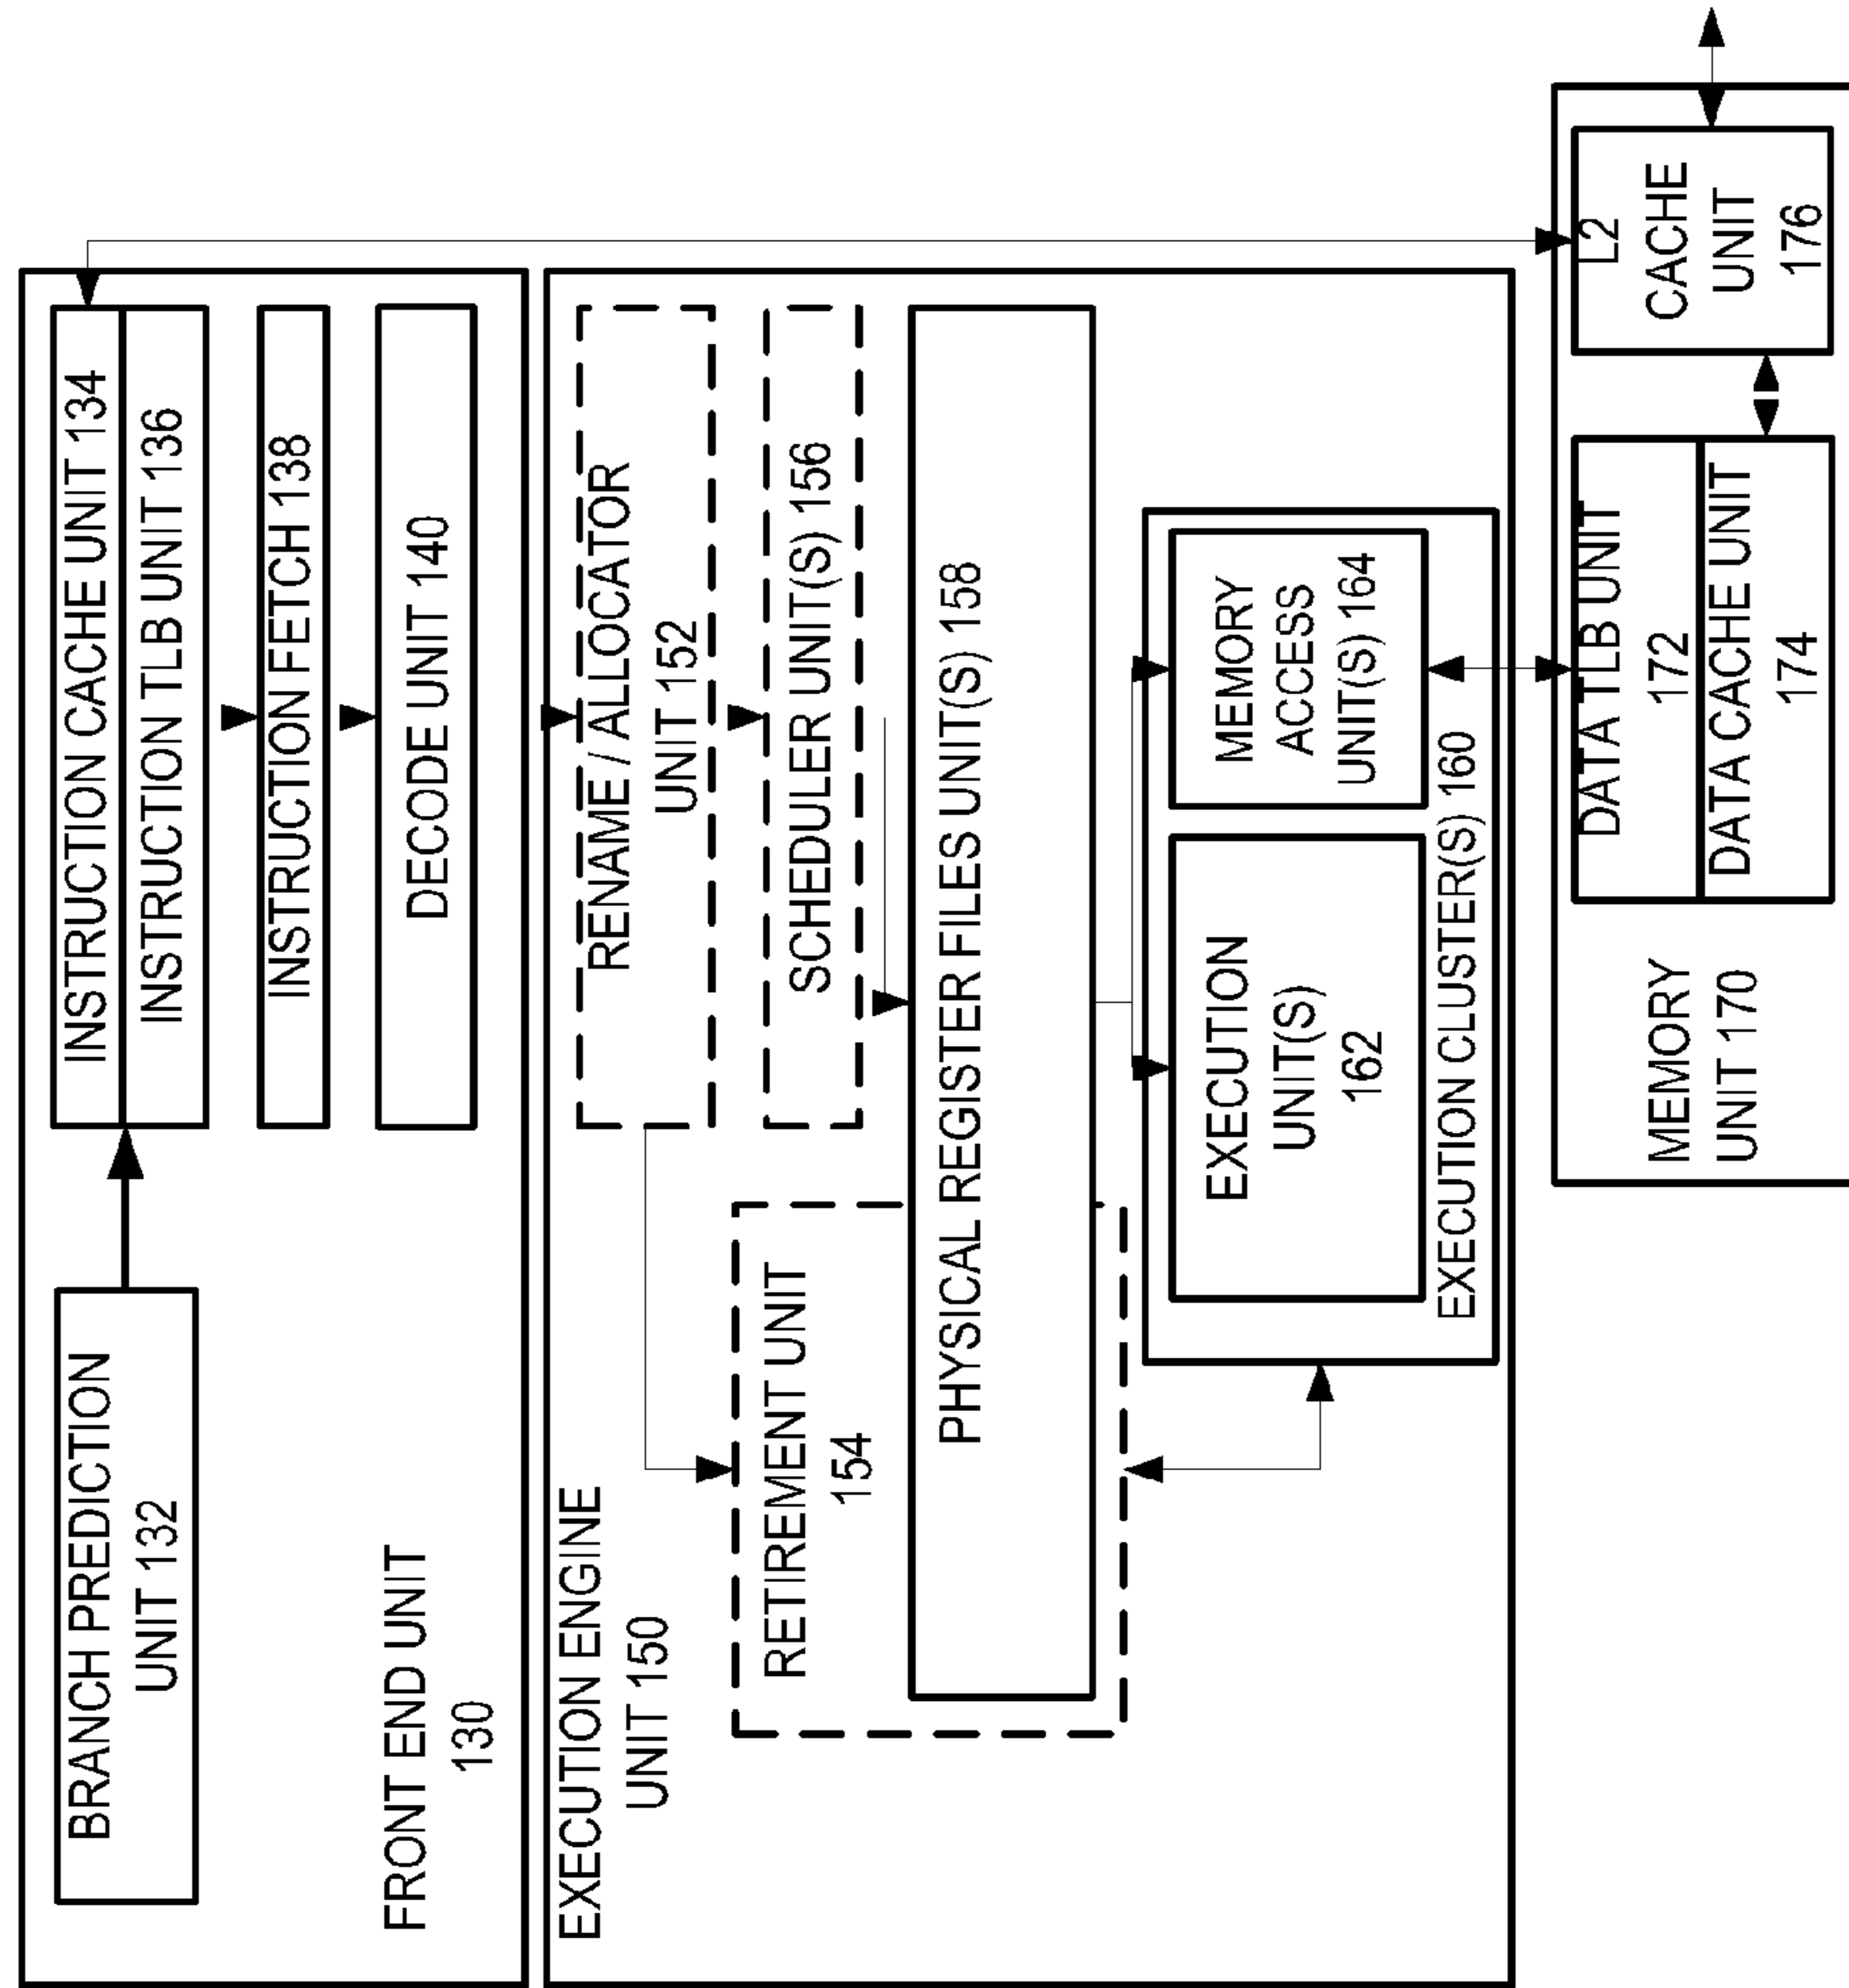 BRANCH PREDICTION
UNIT 132
INSTRUCTION CACHE UNIT 134
INSTRUCTION TLB UNIT 136
INSTRUCTION FETCH 138
DECODE UNIT 140
FRONT END UNIT
130
EXECUTION ENGINE
UNIT 150
RENAME / ALLOCATOR
UNIT 152
RETIREMENT UNIT
154
SCHEDULER UNIT(S) 156
PHYSICAL REGISTER FILES UNIT(S) 158
EXECUTION
UNIT(S)
162
MEMORY
ACCESS
UNIT(S) 164
EXECUTION CLUSTER(S) 160
MEMORY
UNIT 170
DATA TLB UNIT
172
DATA CACHE UNIT
174
L2
CACHE
UNIT
176